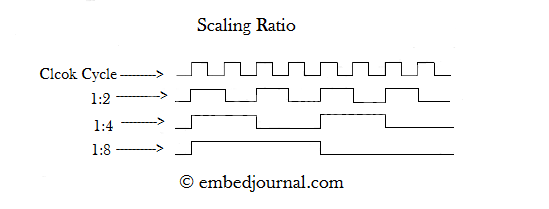 Scaling Ratio
Clcok Cycle
1:2
1:4
1:8
© embedjournal.com